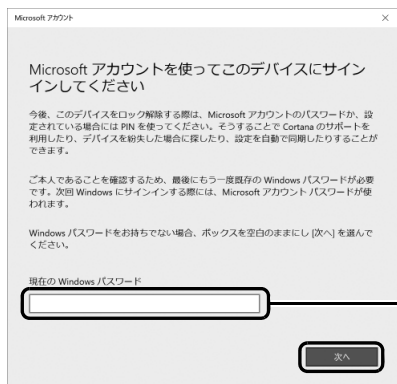 Microsoft アカウント
Microsoft アカウントを使ってこのデバイスにサイン
インしてください
今後、このデバイスをロック解除する際は、Microsoft アカウントのパスワードか、設
定されている場合には PIN を使ってください。そうすることで Cortana のサポートを
利用したり、デバイスを紛失した場合に探したり、設定を自動で同期したりすることが
できます。
ご本人であることを確認するため、最後にもう一度既存の Windows パスワードが必要
です。次回 Windows にサインインする際には、Microsoft アカウント パスワードが使
われます。
Windows パスワードをお持ちでない場合、ボックスを空白のままにし [次へ] を選んで
ください。
現在の Windows パスワード
次へ